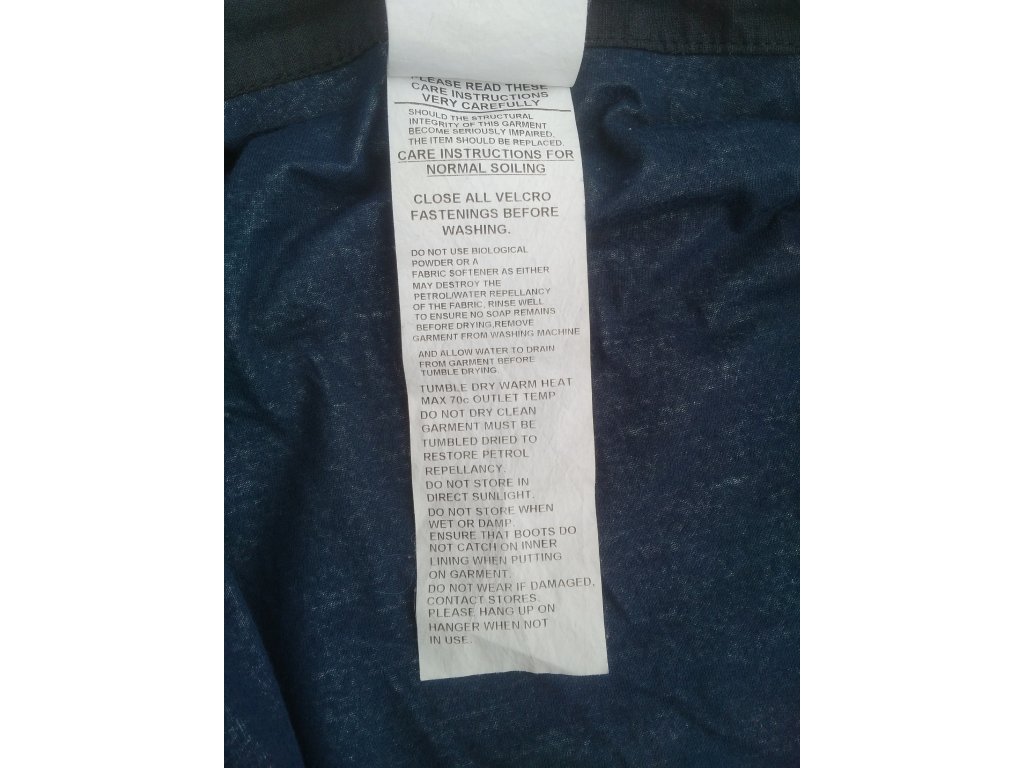 PLEASE READ THESE
CARE INSTRUCTIONS
VERY CAREFULLY
SHOULD THE STRUCTURAL
INTEGRITY OF THIS GARMENT
BECOME SERIOUSLY IMPAIRED.
THE ITEM SHOULD BE REPLACED.
CARE INSTRUCTIONS FOR
NORMAL SOILING
CLOSE ALL VELCRO
FASTENINGS BEFORE
WASHING.
DO NOT USE BIOLOGICAL
POWDER OR A
FABRIC SOFTENER AS EITHER
MAY DESTROY THE
PETROL/WATER REPELLANCY
OF THE FABRIC, RINSE WELL
TO ENSURE NO SOAP REMAINS
BEFORE DRYING,REMOVE
GARMENT FROM WASHING MACHINE
AND ALLOW WATER TO DRAIN
FROM GARMENT BEFORE
TUMBLE DRYING.
TUMBLE DRY WARM HEAT
MAX 70c OUTLET TEMP
DO NOT DRY CLEAN
GARMENT MUST BE
TUMBLED DRIED TO
RESTORE PETROL
REPELLANCY.
DO NOT STORE IN
DIRECT SUNLIGHT.
DO NOT STORE WHEN
WET OR DAMP.
ENSURE THAT BOOTS DO
NOT CATCH ON INNER
LINING WHEN PUTTING
ON GARMENT.
DO NOT WEAR IF DAMAGED,
CONTACT STORES.
PLEASE HANG UP ON
HANGER WHEN NOT
IN USE.